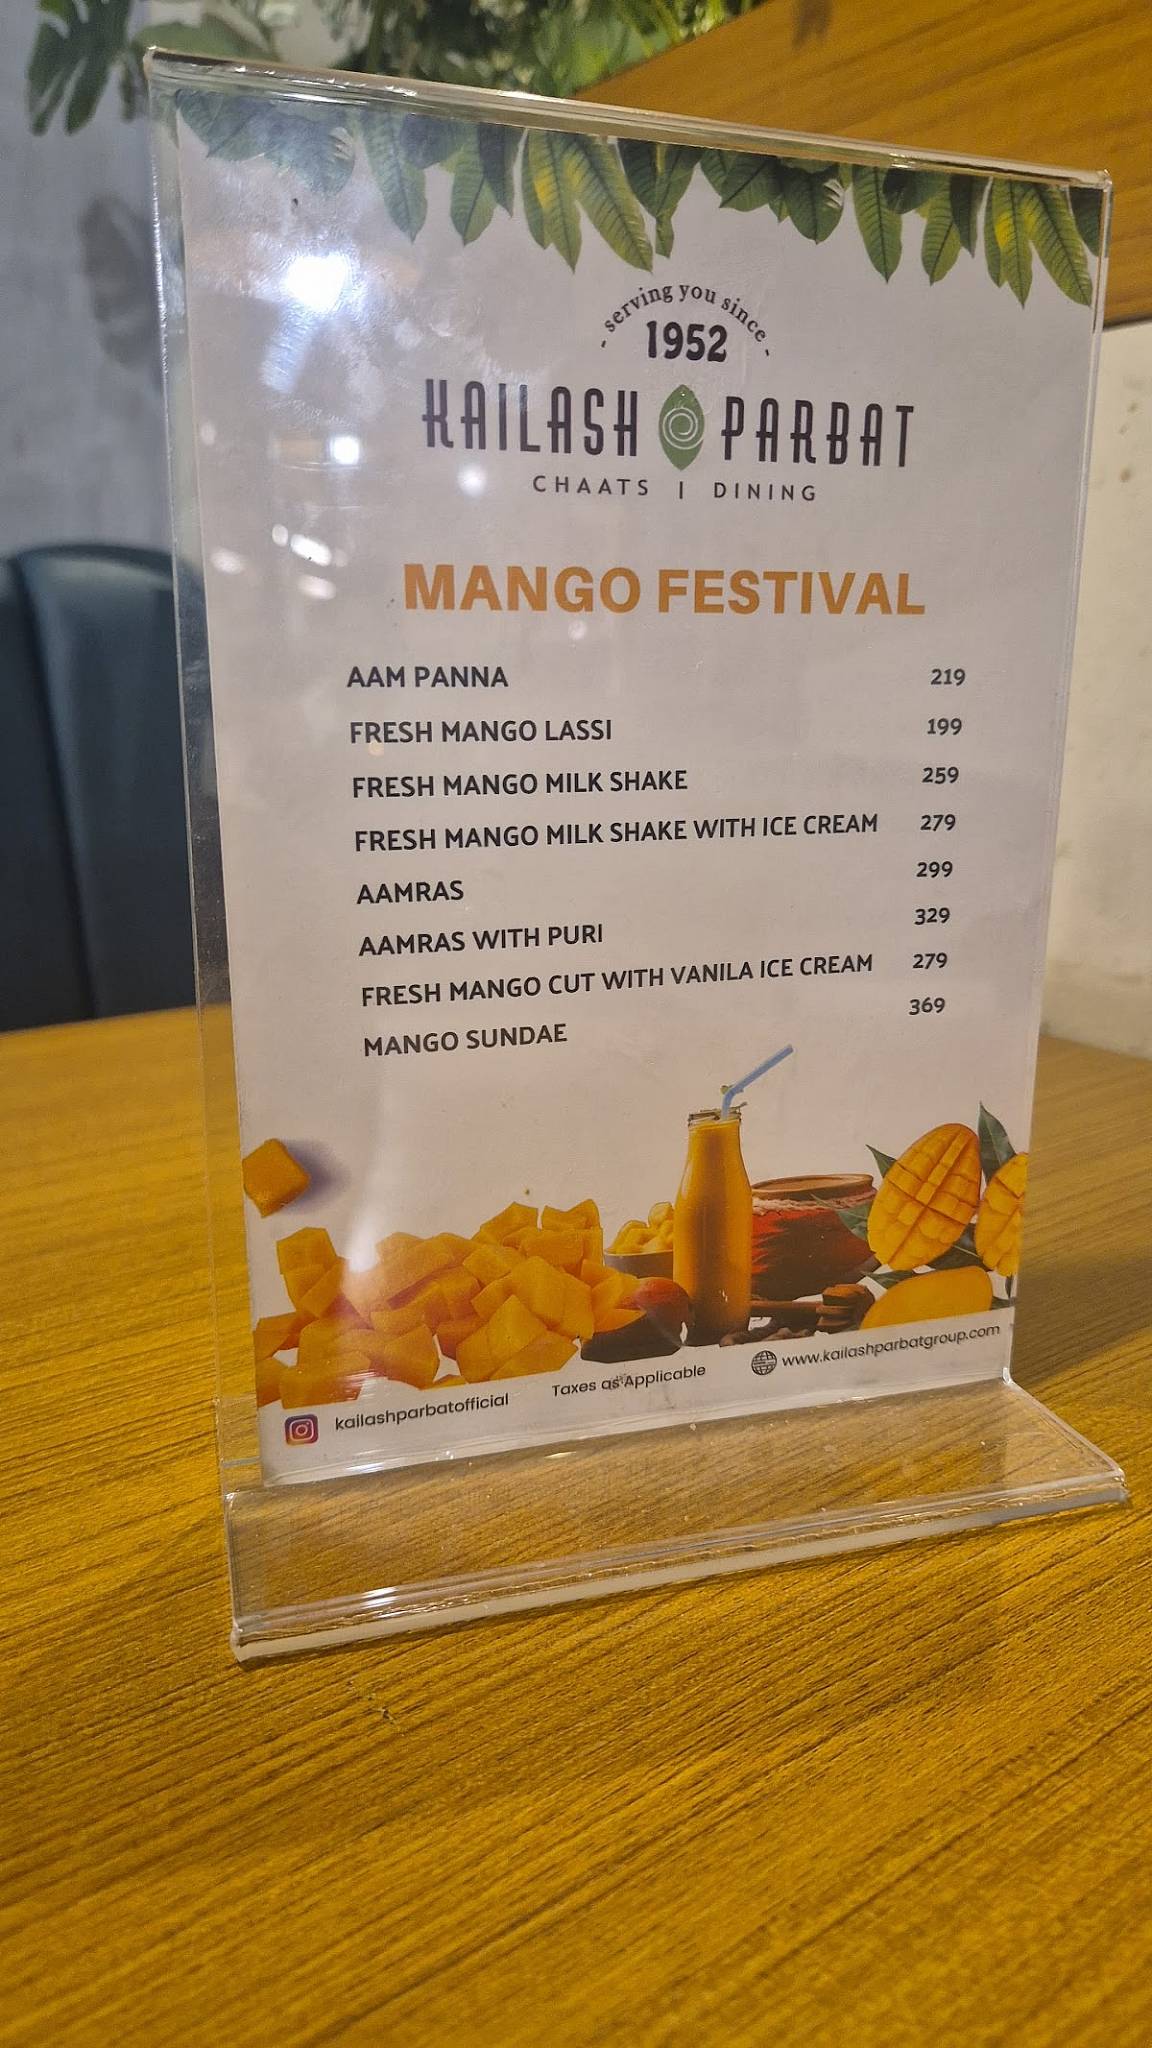 - serving you since -
1952
KAILASH PARBAT
CHAATS | DINING
MANGO FESTIVAL
AAM PANNA 219
FRESH MANGO LASSI 199
FRESH MANGO MILK SHAKE 259
FRESH MANGO MILK SHAKE WITH ICE CREAM 279
AAMRAS 299
AAMRAS WITH PURI 329
FRESH MANGO CUT WITH VANILA ICE CREAM 279
MANGO SUNDAE 369
kailashparbatofficial Taxes as Applicable www.kailashparbatgroup.com